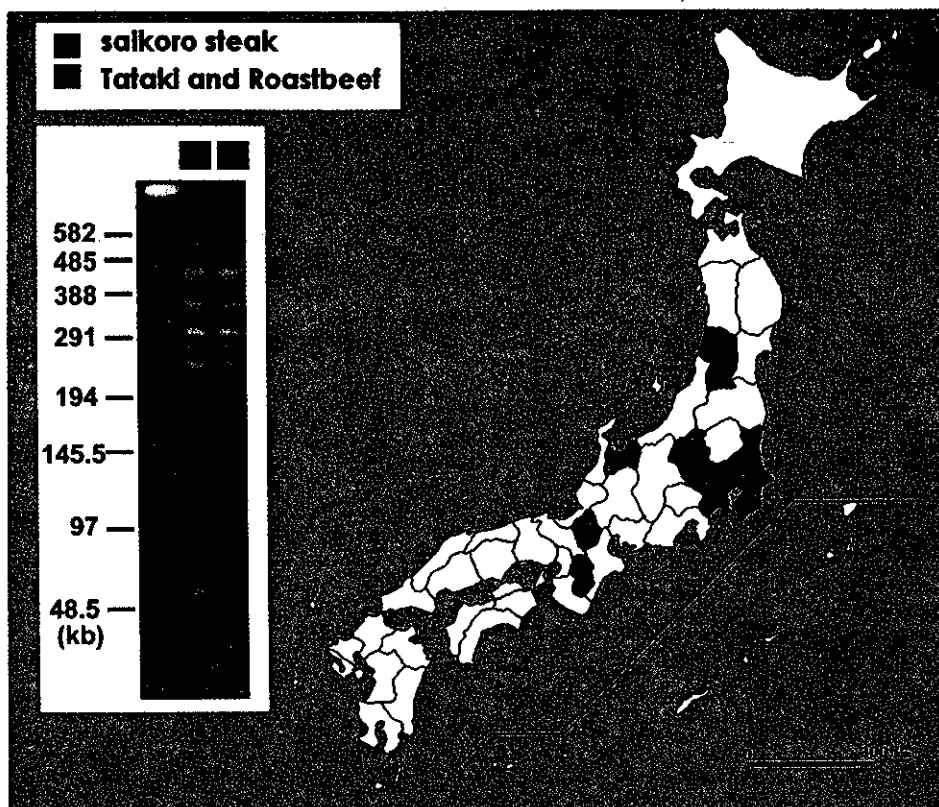 saikoro steak
Tataki and Roastbeef
582
485
388
291
194
145.5
97
48.5
(kb)